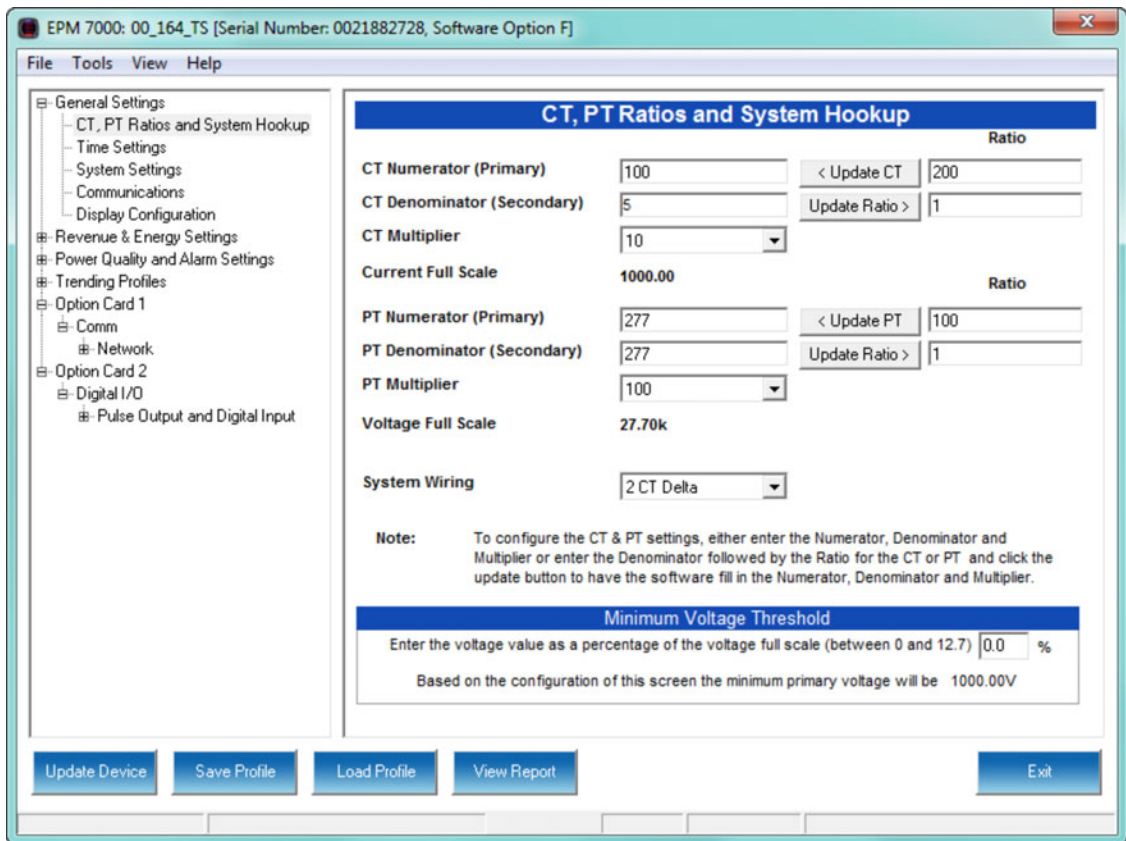 EPM 7000: 00_164_TS [Serial Number: 0021882728, Software Option F]
File Tools View Help
General Settings
CT, PT Ratios and System Hookup
Time Settings
System Settings
Communications
Display Configuration
Revenue & Energy Settings
Power Quality and Alarm Settings
Trending Profiles
Option Card 1
Comm
Network
Option Card 2
Digital I/O
Pulse Output and Digital Input
CT, PT Ratios and System Hookup
Ratio
CT Numerator (Primary) 100 < Update CT 200
CT Denominator (Secondary) 5 Update Ratio > 1
CT Multiplier 10
Current Full Scale 1000.00
Ratio
PT Numerator (Primary) 277 < Update PT 100
PT Denominator (Secondary) 277 Update Ratio > 1
PT Multiplier 100
Voltage Full Scale 27.70k
System Wiring 2 CT Delta
Note: To configure the CT & PT settings, either enter the Numerator, Denominator and
Multiplier or enter the Denominator followed by the Ratio for the CT or PT and click the
update button to have the software fill in the Numerator, Denominator and Multiplier.
Minimum Voltage Threshold
Enter the voltage value as a percentage of the voltage full scale (between 0 and 12.7) 0.0 %
Based on the configuration of this screen the minimum primary voltage will be 1000.00V
Update Device Save Profile Load Profile View Report Exit